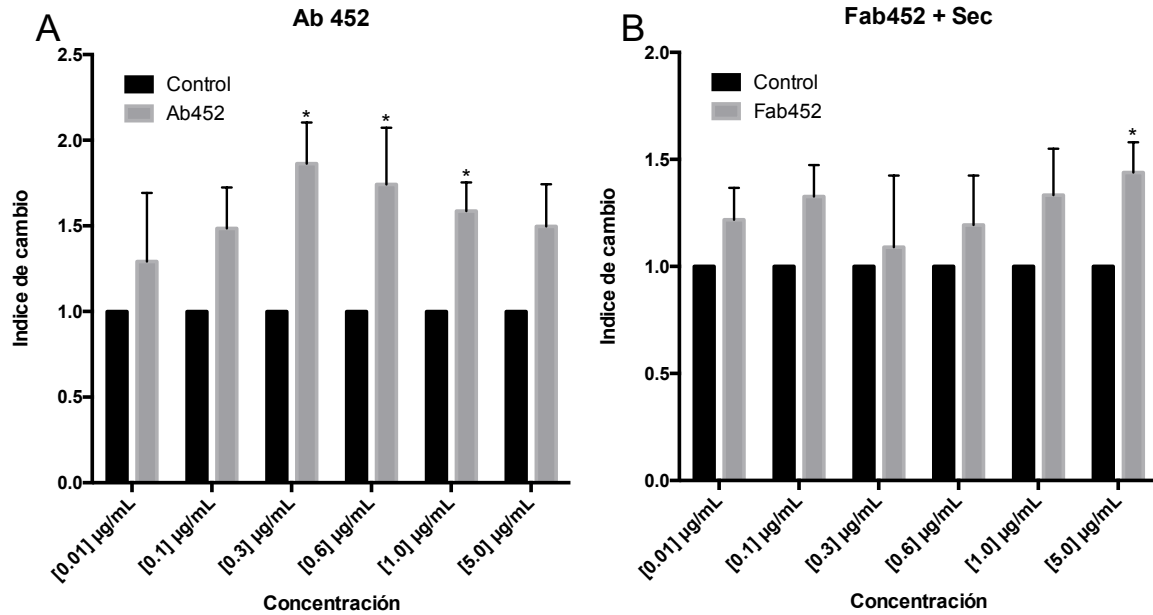 A
Ab 452
Indice de cambio
2.5
2.0
1.5
1.0
0.5
0.0
Control
Ab452
*
*
*
[0.01] µg/mL
[0.1] µg/mL
[0.3] µg/mL
[0.6] µg/mL
[1.0] µg/mL
[5.0] µg/mL
Concentración
B
Fab452 + Sec
Indice de cambio
2.0
1.5
1.0
0.5
0.0
Control
Fab452
*
[0.01] µg/mL
[0.1] µg/mL
[0.3] µg/mL
[0.6] µg/mL
[1.0] µg/mL
[5.0] µg/mL
Concentración